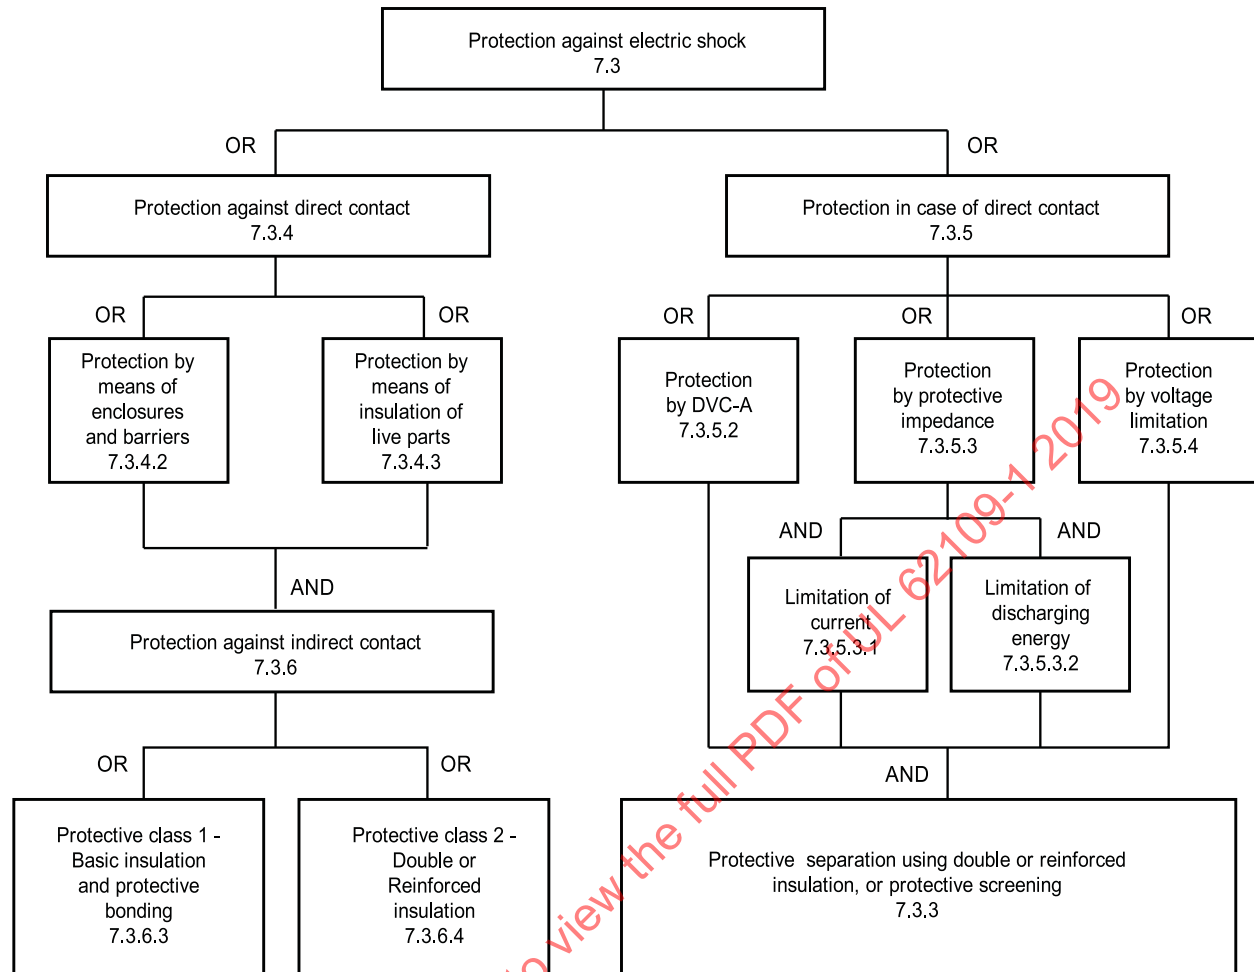 Protection against electric shock
7.3
OR
OR
Protection against direct contact
7.3.4
Protection in case of direct contact
7.3.5
OR
OR
OR
OR
OR
Protection by
means of
enclosures
and barriers
7.3.4.2
Protection by
means of
insulation of
live parts
7.3.4.3
Protection
by DVC-A
7.3.5.2
Protection
by protective
impedance
7.3.5.3
Protection
by voltage
limitation
7.3.5.4
AND
AND
Limitation of
current
7.3.5.3.1
Limitation of
discharging
energy
7.3.5.3.2
AND
Protection against indirect contact
7.3.6
OR
OR
AND
Protective class 1 -
Basic insulation
and protective
bonding
7.3.6.3
Protective class 2 -
Double or
Reinforced
insulation
7.3.6.4
Protective separation using double or reinforced
insulation, or protective screening
7.3.3
to view the full PDF of UL 62109-1 2019